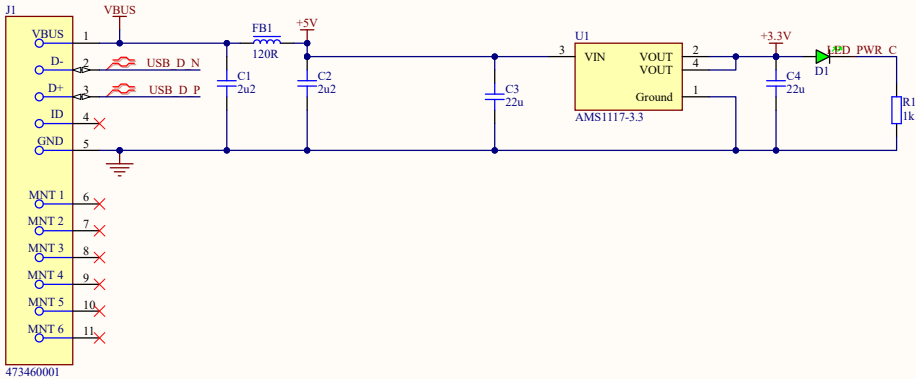 J1
VBUS
VBUS 1
FB1
120R
+5V
D- 2 USB_D_N
D+ 3 USB_D_P
ID 4
GND 5
C1
2u2
C2
2u2
C3
22u
U1
3 VIN VOUT 2
VOUT 4
Ground 1
AMS1117-3.3
+3.3V
C4
22u
LED_PWR_C
D1
R1
1k
MNT 1 6
MNT 2 7
MNT 3 8
MNT 4 9
MNT 5 10
MNT 6 11
473460001